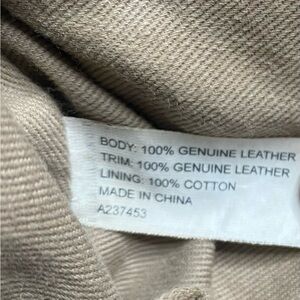 BODY: 100% GENUINE LEATHER
TRIM: 100% GENUINE LEATHER
LINING: 100% COTTON
MADE IN CHINA
A237453